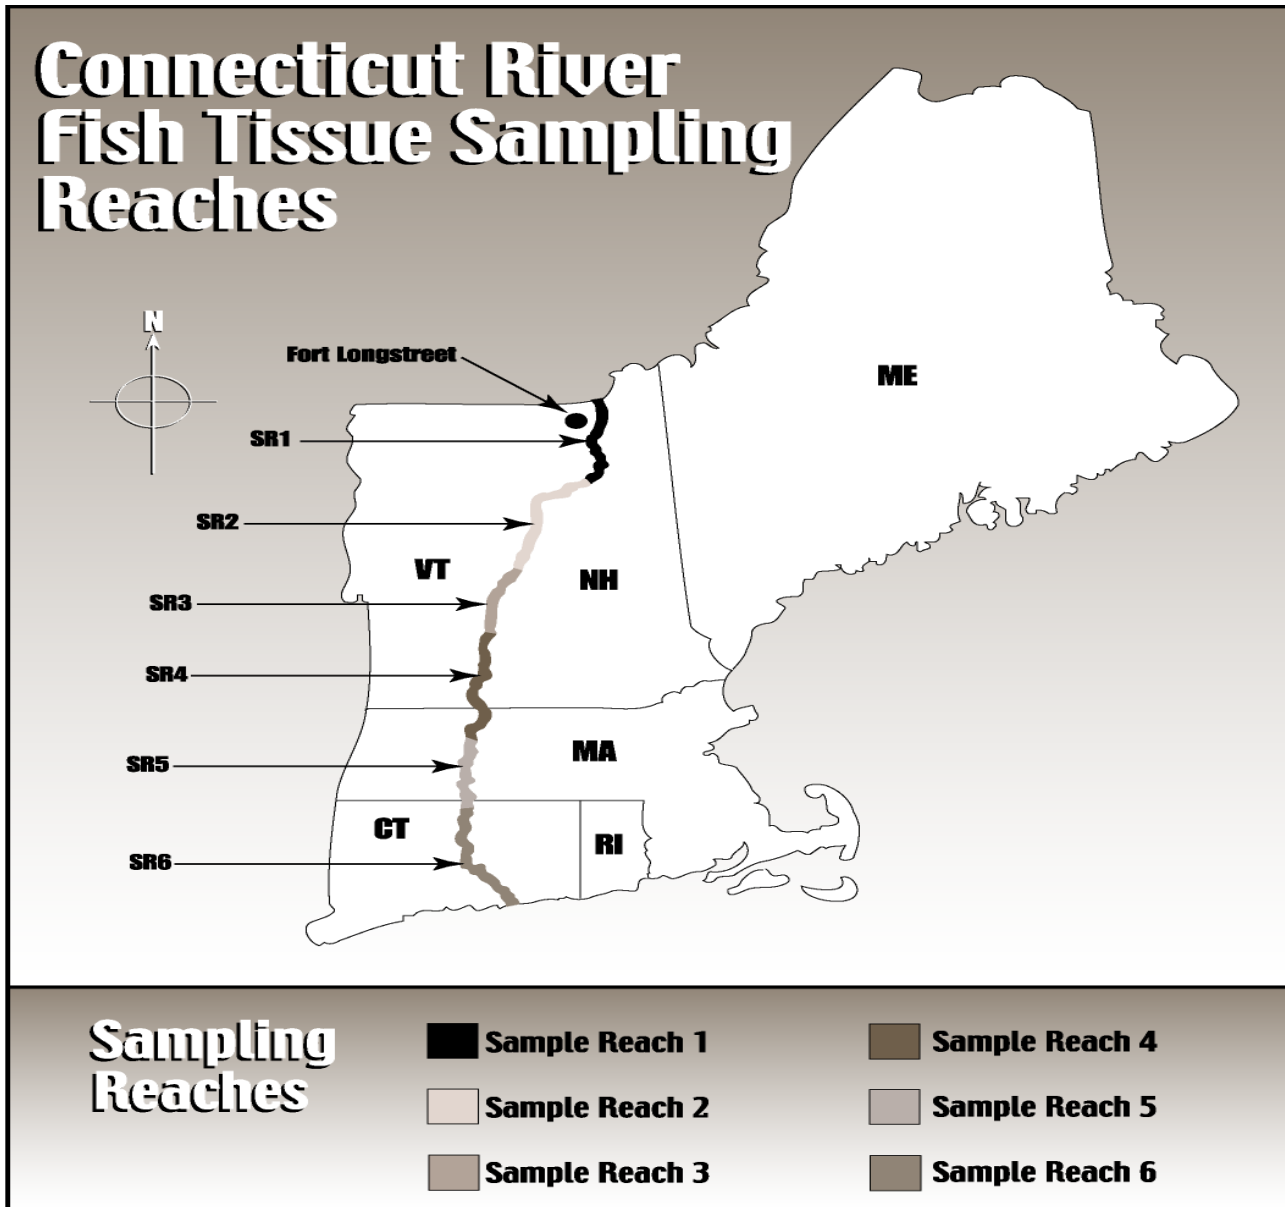 Connecticut River
Fish Tissue Sampling
Reaches
N
Fort Longstreet
SR1
SR2
SR3
SR4
SR5
SR6
ME
VT
NH
MA
CT
RI
Sampling
Reaches
Sample Reach 1
Sample Reach 2
Sample Reach 3
Sample Reach 4
Sample Reach 5
Sample Reach 6